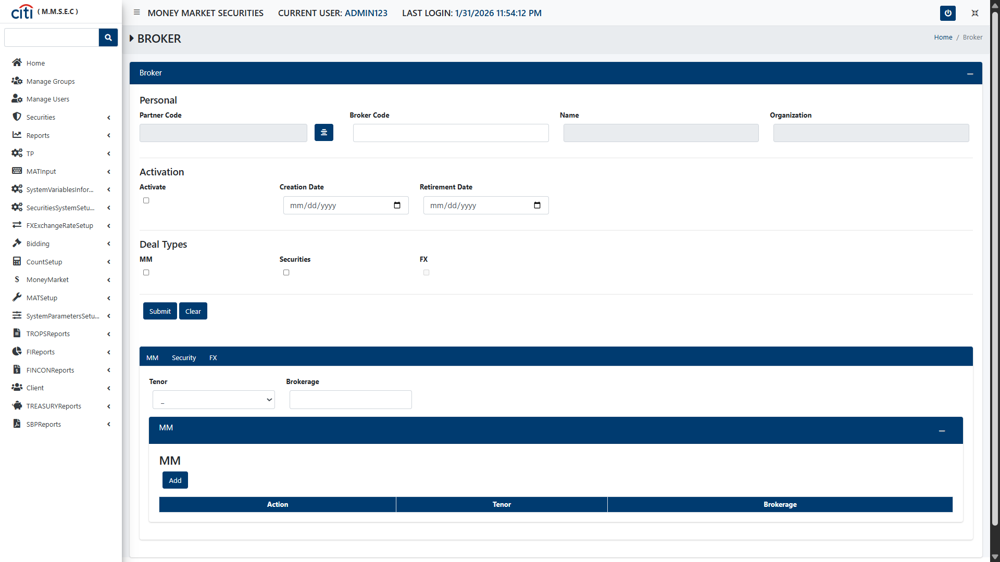 citi ( M.M.S.E.C )
MONEY MARKET SECURITIES CURRENT USER: ADMIN123 LAST LOGIN: 1/31/2026 11:54:12 PM
BROKER
Home / Broker
Home
Manage Groups
Manage Users
Securities
Reports
TP
MATInput
SystemVariablesInfor...
SecuritiesSystemSetu...
FXExchangeRateSetup
Bidding
CountSetup
MoneyMarket
MATSetup
SystemParametersSetu...
TROPSReports
FIReports
FINCONReports
Client
TREASURYReports
SBPReports
Broker
Personal
Partner Code Broker Code Name Organization
Activation
Activate Creation Date Retirement Date
mm/dd/yyyy mm/dd/yyyy
Deal Types
MM Securities FX
Submit Clear
MM Security FX
Tenor Brokerage
_
MM
MM
Add
Action Tenor Brokerage